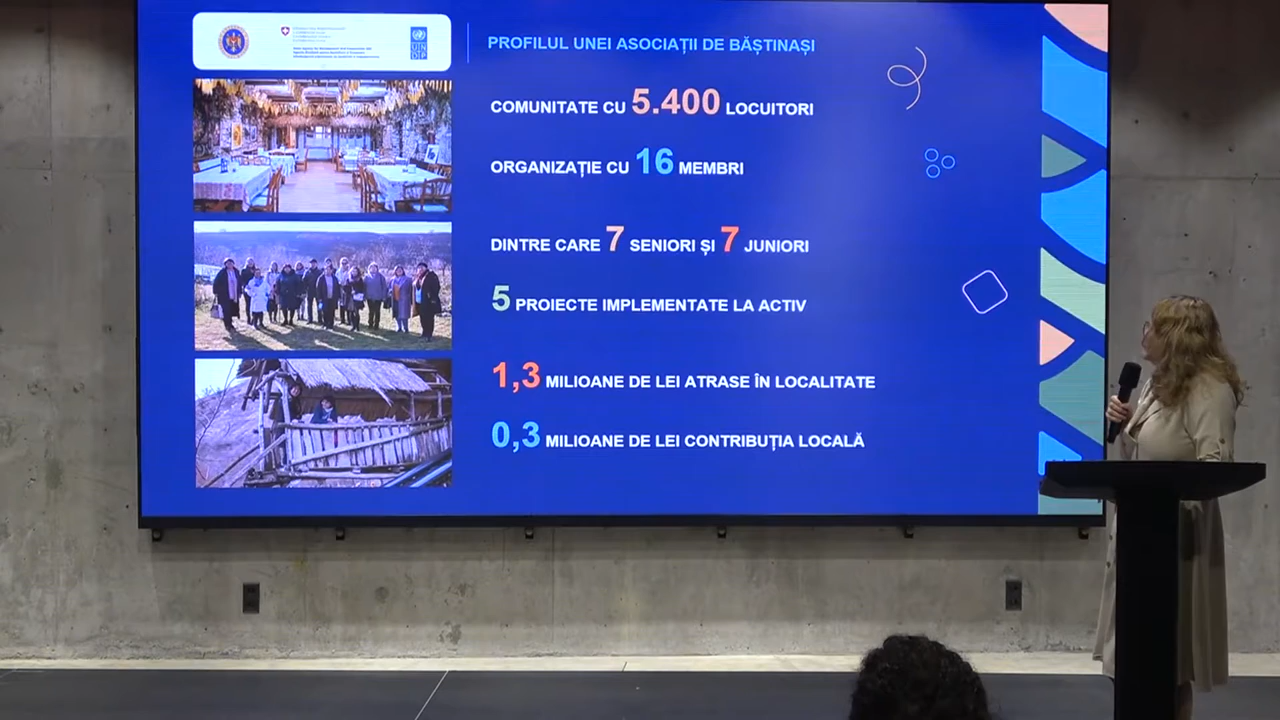 PROFILUL UNEI ASOCIAȚII DE BĂȘTINAȘI
COMUNITATE CU 5.400 LOCUITORI
ORGANIZAȚIE CU 16 MEMBRI
DINTRE CARE 7 SENIORI ȘI 7 JUNIORI
5 PROIECTE IMPLEMENTATE LA ACTIV
1,3 MILIOANE DE LEI ATRASE ÎN LOCALITATE
0,3 MILIOANE DE LEI CONTRIBUȚIA LOCALĂ
UN
DP